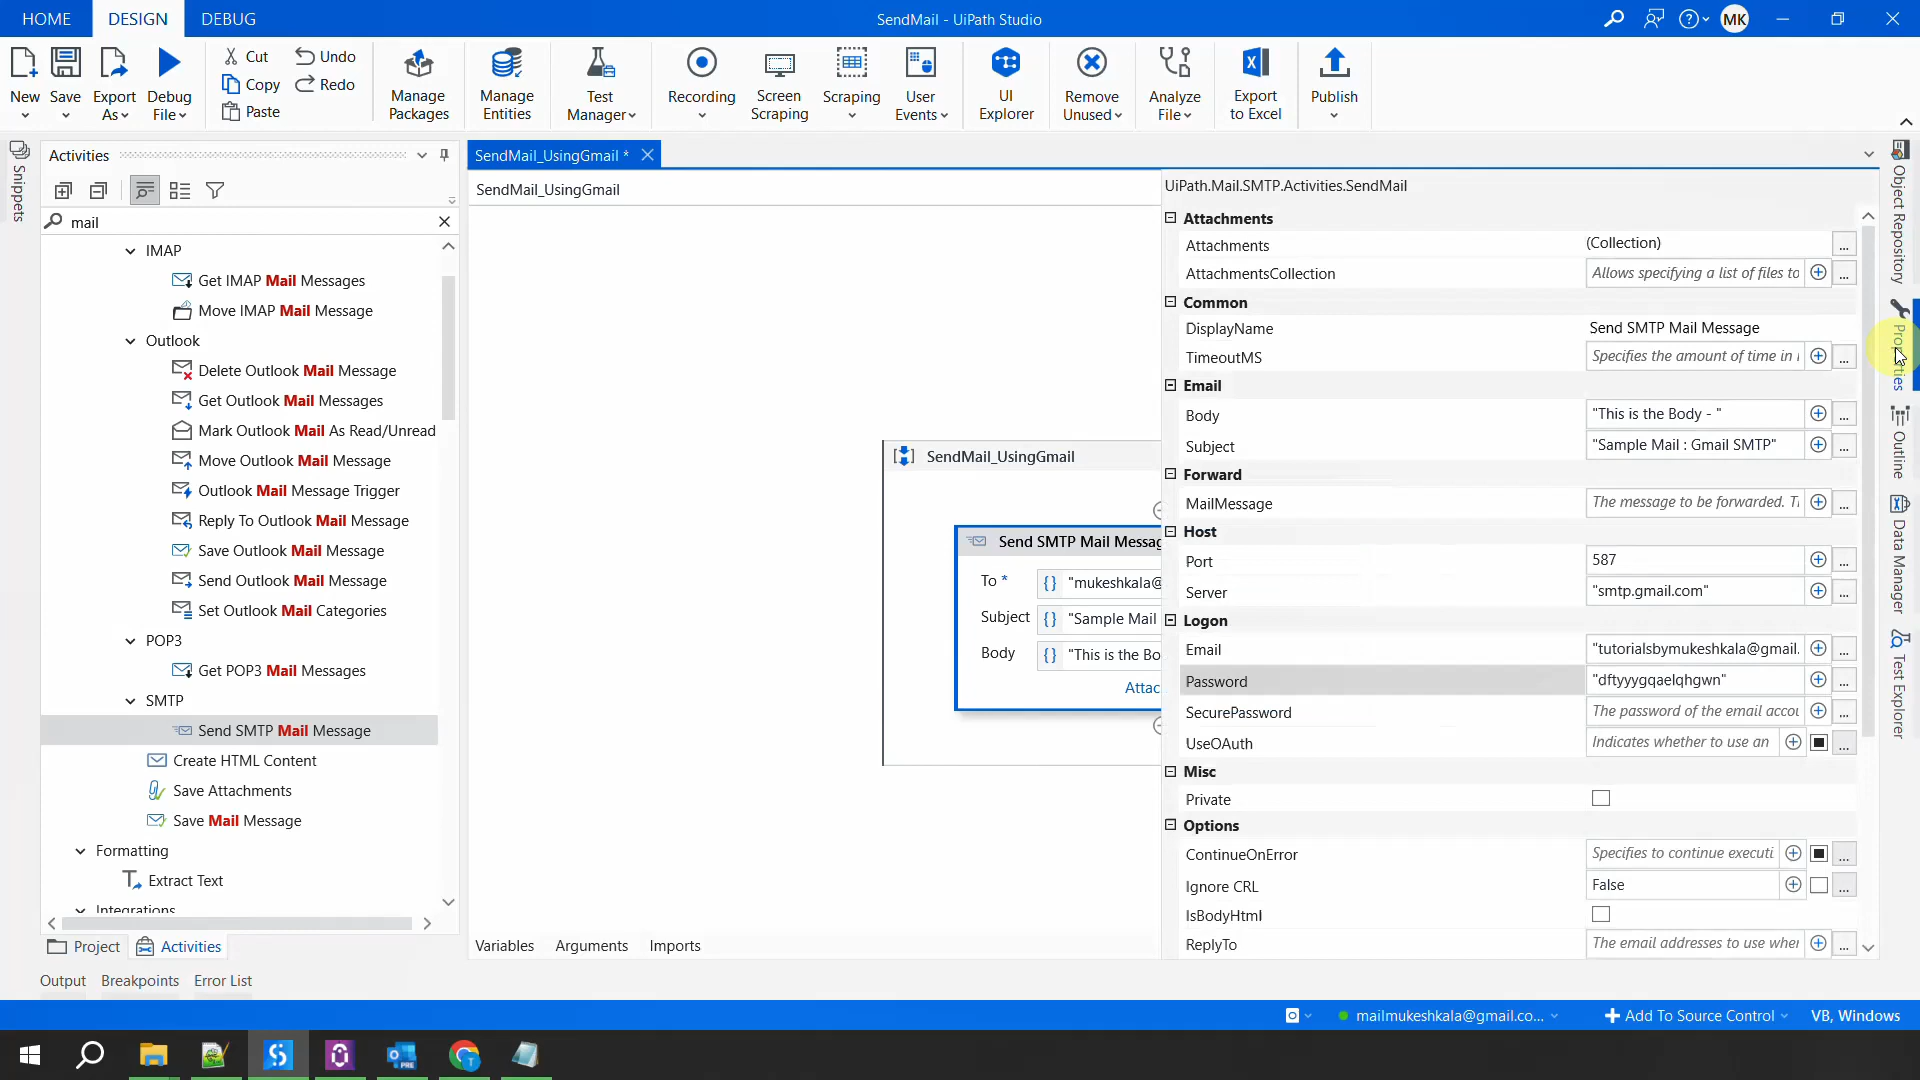 HOME DESIGN DEBUG
SendMail - UiPath Studio
MK
New Save Export As Debug File
Cut
Copy
Paste
Undo
Redo
Manage Packages
Manage Entities
Test Manager
Recording
Screen Scraping
Scraping
User Events
UI Explorer
Remove Unused
Analyze File
Export to Excel
Publish
Snippets
Activities
mail
IMAP
Get IMAP Mail Messages
Move IMAP Mail Message
Outlook
Delete Outlook Mail Message
Get Outlook Mail Messages
Mark Outlook Mail As Read/Unread
Move Outlook Mail Message
Outlook Mail Message Trigger
Reply To Outlook Mail Message
Save Outlook Mail Message
Send Outlook Mail Message
Set Outlook Mail Categories
POP3
Get POP3 Mail Messages
SMTP
Send SMTP Mail Message
Create HTML Content
Save Attachments
Save Mail Message
Formatting
Extract Text
Integrations
Project Activities
Output Breakpoints Error List
SendMail_UsingGmail *
SendMail_UsingGmail
SendMail_UsingGmail
Send SMTP Mail Messag
To * "mukeshkala@
Subject "Sample Mail
Body "This is the Bo
Attac
Variables Arguments Imports
UiPath.Mail.SMTP.Activities.SendMail
Attachments
Attachments (Collection) ...
AttachmentsCollection Allows specifying a list of files to ...
Common
DisplayName Send SMTP Mail Message
TimeoutMS Specifies the amount of time in ...
Email
Body "This is the Body - " ...
Subject "Sample Mail : Gmail SMTP" ...
Forward
MailMessage The message to be forwarded. ...
Host
Port 587 ...
Server "smtp.gmail.com" ...
Logon
Email "tutorialsbymukeshkala@gmail. ...
Password "dftyyygqaelqhgwn" ...
SecurePassword The password of the email accou ...
UseOAuth Indicates whether to use an ...
Misc
Private
Options
ContinueOnError Specifies to continue executi ...
Ignore CRL False ...
IsBodyHtml
ReplyTo The email addresses to use wher ...
Object Repository
Properties
Outline
Data Manager
Test Explorer
mailmukeshkala@gmail.co...
Add To Source Control
VB, Windows
PRE
T